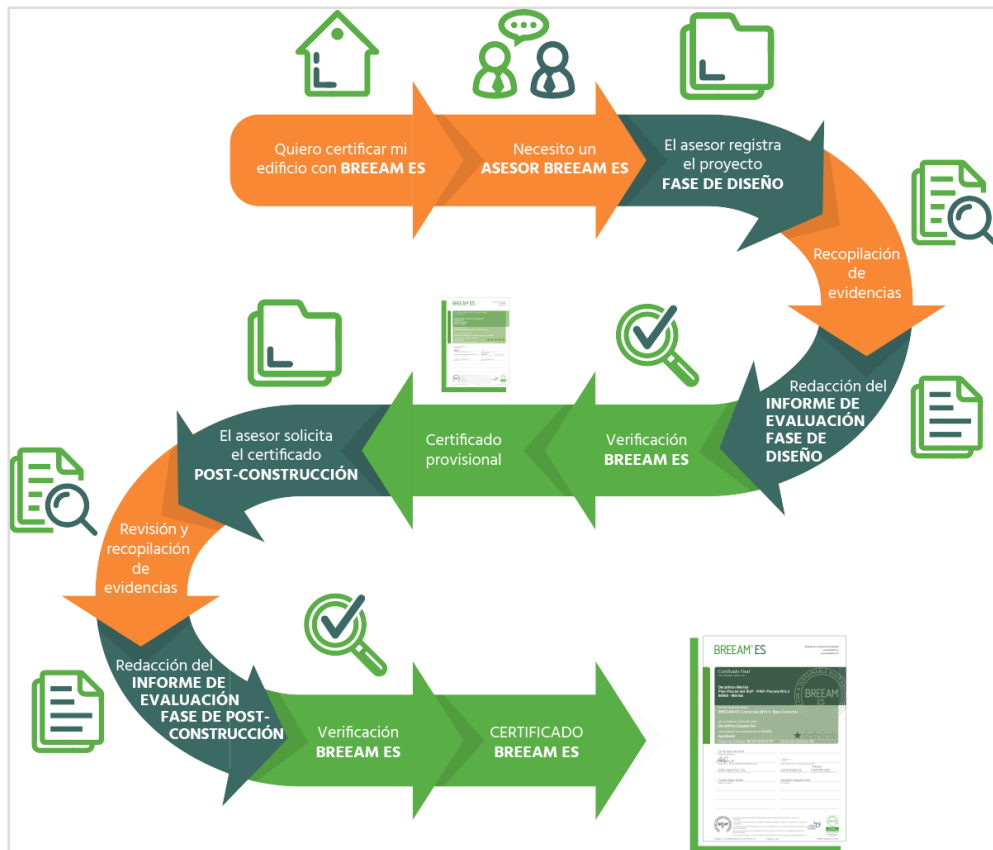 Quiero certificar mi
edificio con BREEAM ES
Necesito un
ASESOR BREEAM ES
El asesor registra
el proyecto
FASE DE DISEÑO
Recopilación
de
evidencias
Redacción del
INFORME DE
EVALUACIÓN
FASE DE
DISEÑO
Verificación
BREEAM ES
BREEAM ES
Certificado
provisional
El asesor solicita
el certificado
POST-CONSTRUCCIÓN
Revisión y
recopilación
de
evidencias
Redacción del
INFORME DE
EVALUACIÓN
FASE DE POST-
CONSTRUCCIÓN
Verificación
BREEAM ES
CERTIFICADO
BREEAM ES
BREEAM® ES
Certificado Final
BREEAM